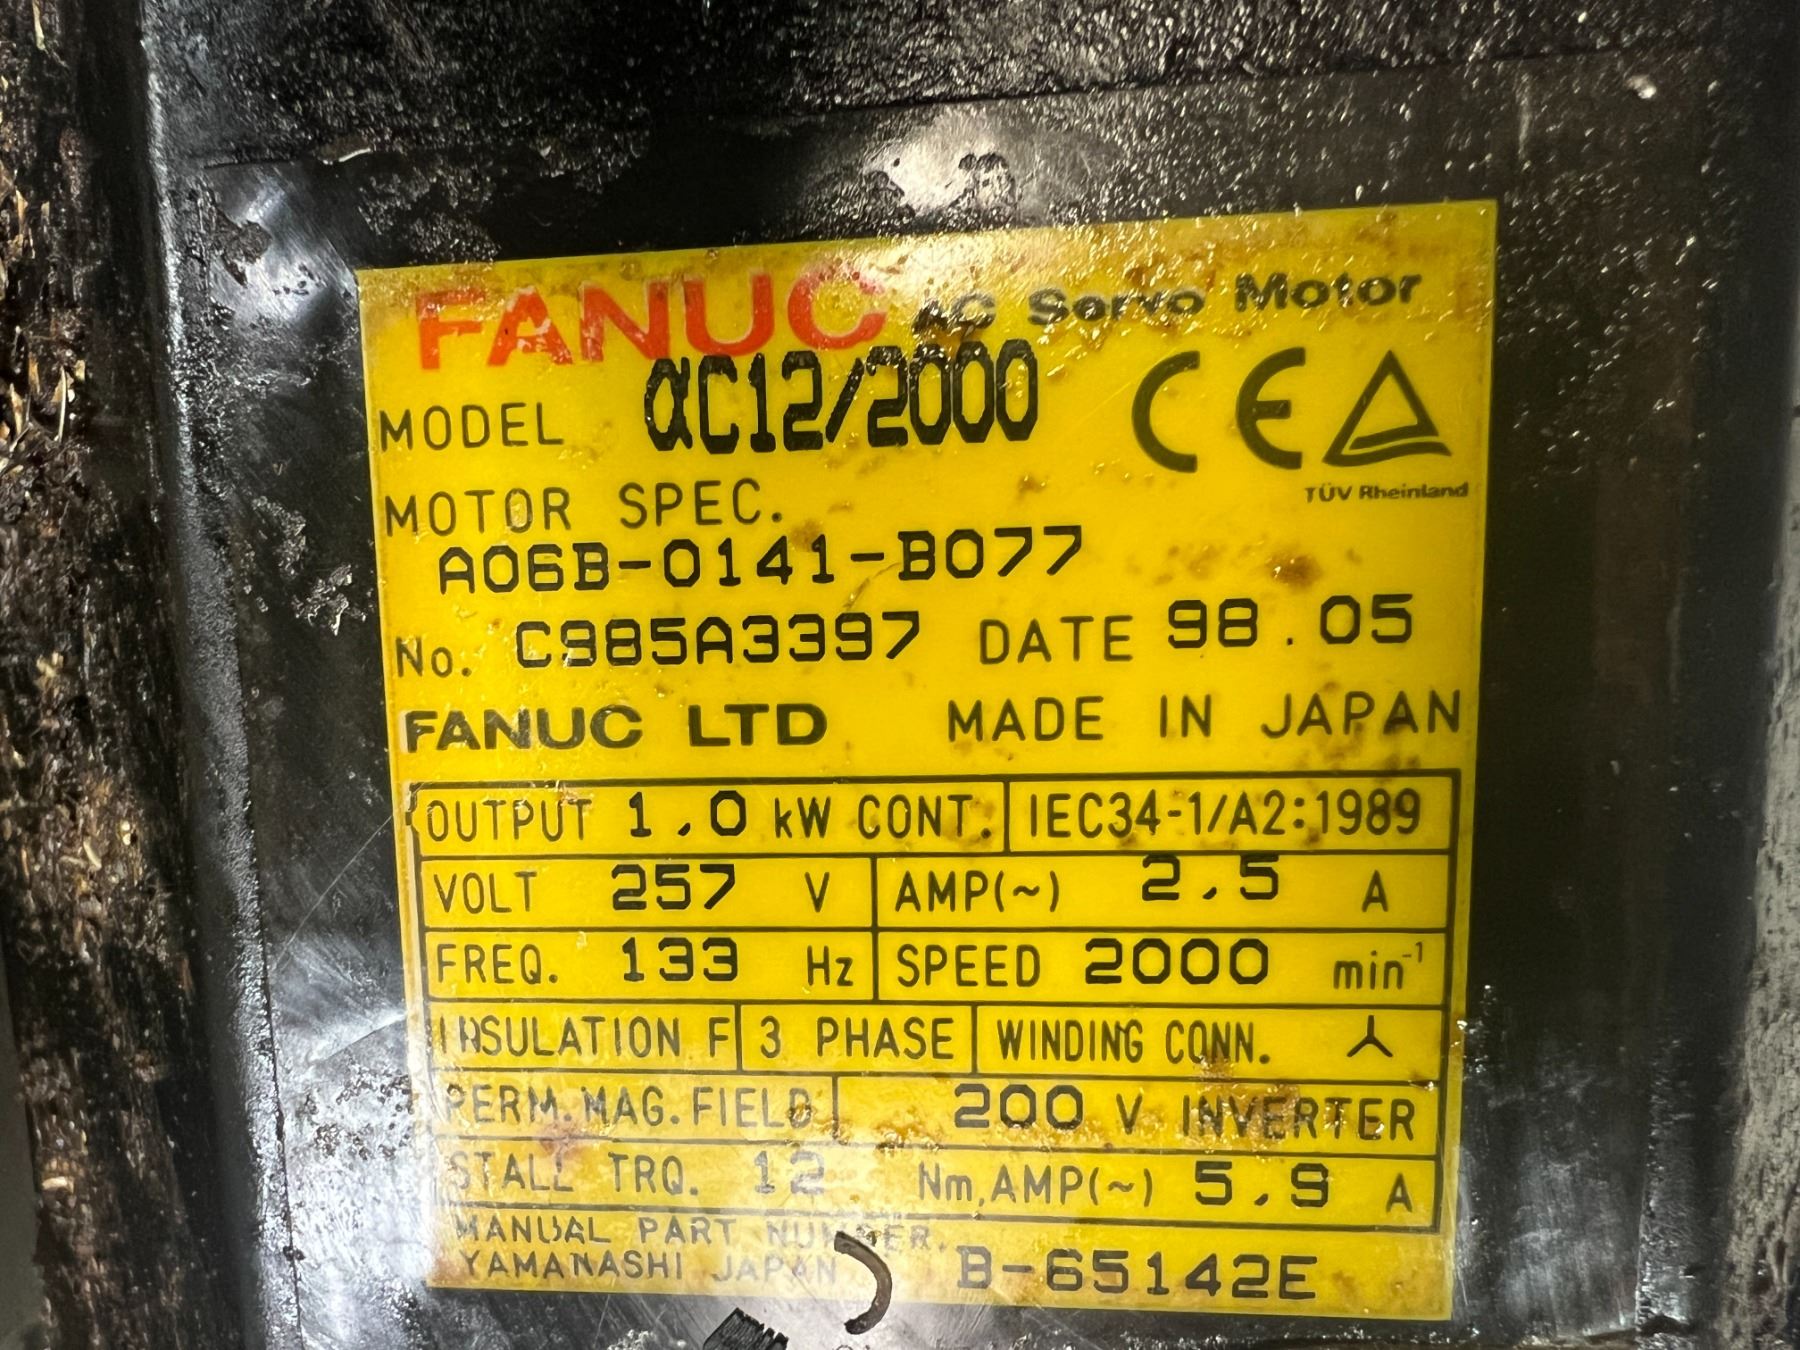 FANUC AC Servo Motor
MODEL αC12/2000 CE
TÜV Rheinland
MOTOR SPEC.
A06B-0141-B077
No. C985A3397 DATE 98.05
FANUC LTD MADE IN JAPAN
OUTPUT 1.0 kW CONT. IEC34-1/A2:1989
VOLT 257 V AMP(~) 2.5 A
FREQ. 133 Hz SPEED 2000 min⁻¹
INSULATION F 3 PHASE WINDING CONN.
PERM.MAG.FIELD 200 V INVERTER
STALL TRQ. 12 Nm,AMP(~) 5.9 A
MANUAL PART NUMBER.
YAMANASHI JAPAN B-65142E